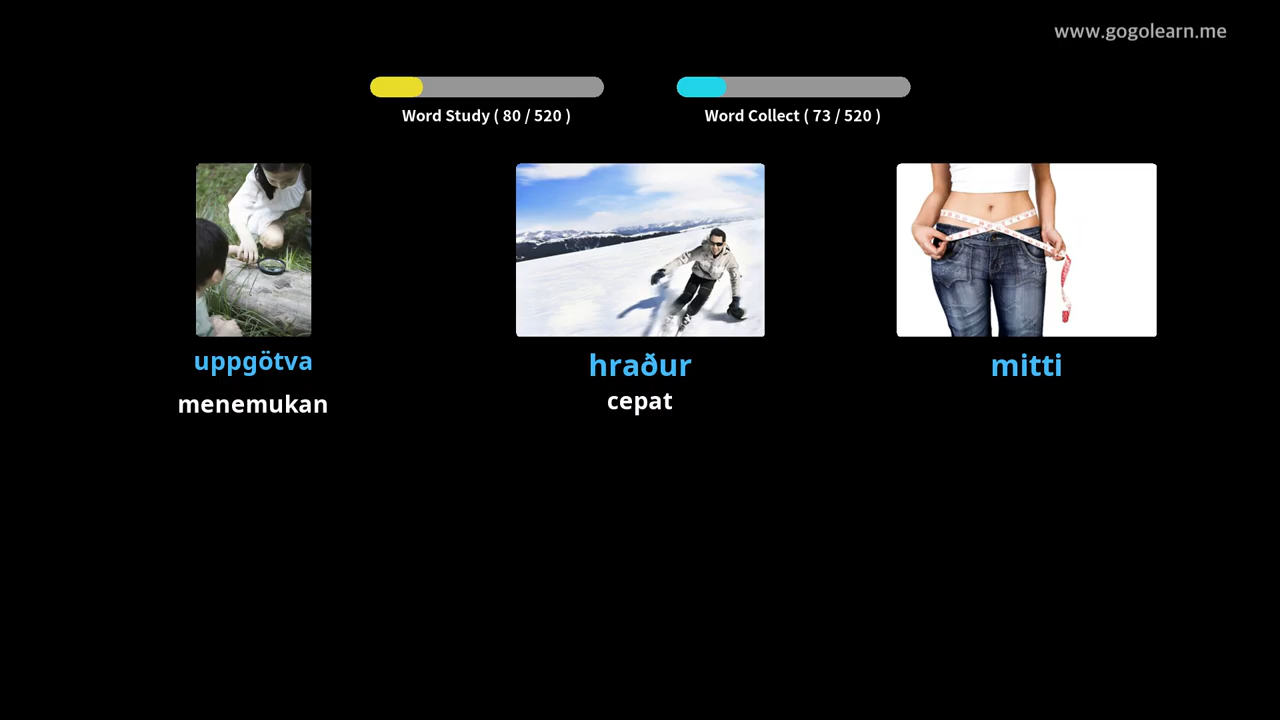 www.gogolearn.me
Word Study ( 80 / 520 )
Word Collect ( 73 / 520 )
uppgötva
menemukan
hraður
cepat
mitti